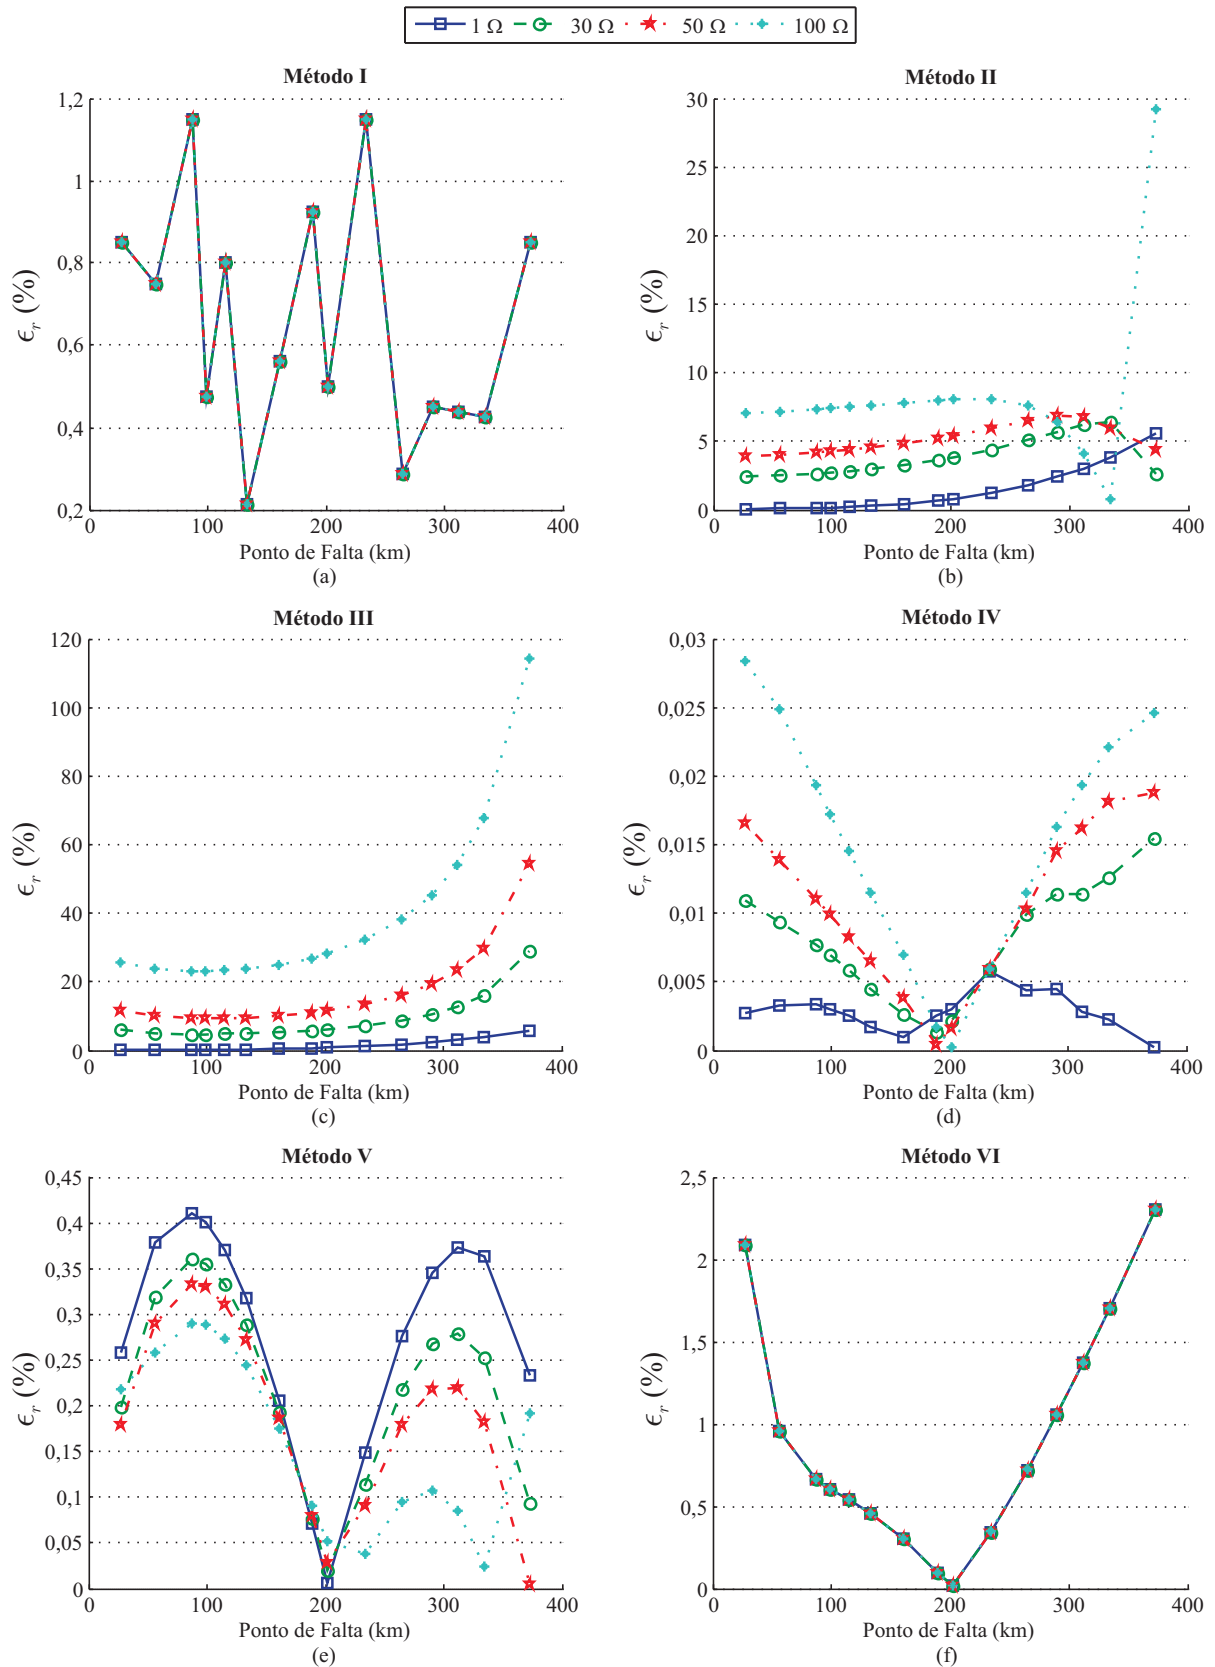 1 Ω 30 Ω 50 Ω 100 Ω
Método I
1,2
1
0,8
0,6
0,4
0,2
0 100 200 300 400
ϵr (%)
Ponto de Falta (km)
(a)
Método II
30
25
20
15
10
5
0
0 100 200 300 400
ϵr (%)
Ponto de Falta (km)
(b)
Método III
120
100
80
60
40
20
0
0 100 200 300 400
ϵr (%)
Ponto de Falta (km)
(c)
Método IV
0,03
0,025
0,02
0,015
0,01
0,005
0
0 100 200 300 400
ϵr (%)
Ponto de Falta (km)
(d)
Método V
0,45
0,4
0,35
0,3
0,25
0,2
0,15
0,1
0,05
0
0 100 200 300 400
ϵr (%)
Ponto de Falta (km)
(e)
Método VI
2,5
2
1,5
1
0,5
0
0 100 200 300 400
ϵr (%)
Ponto de Falta (km)
(f)